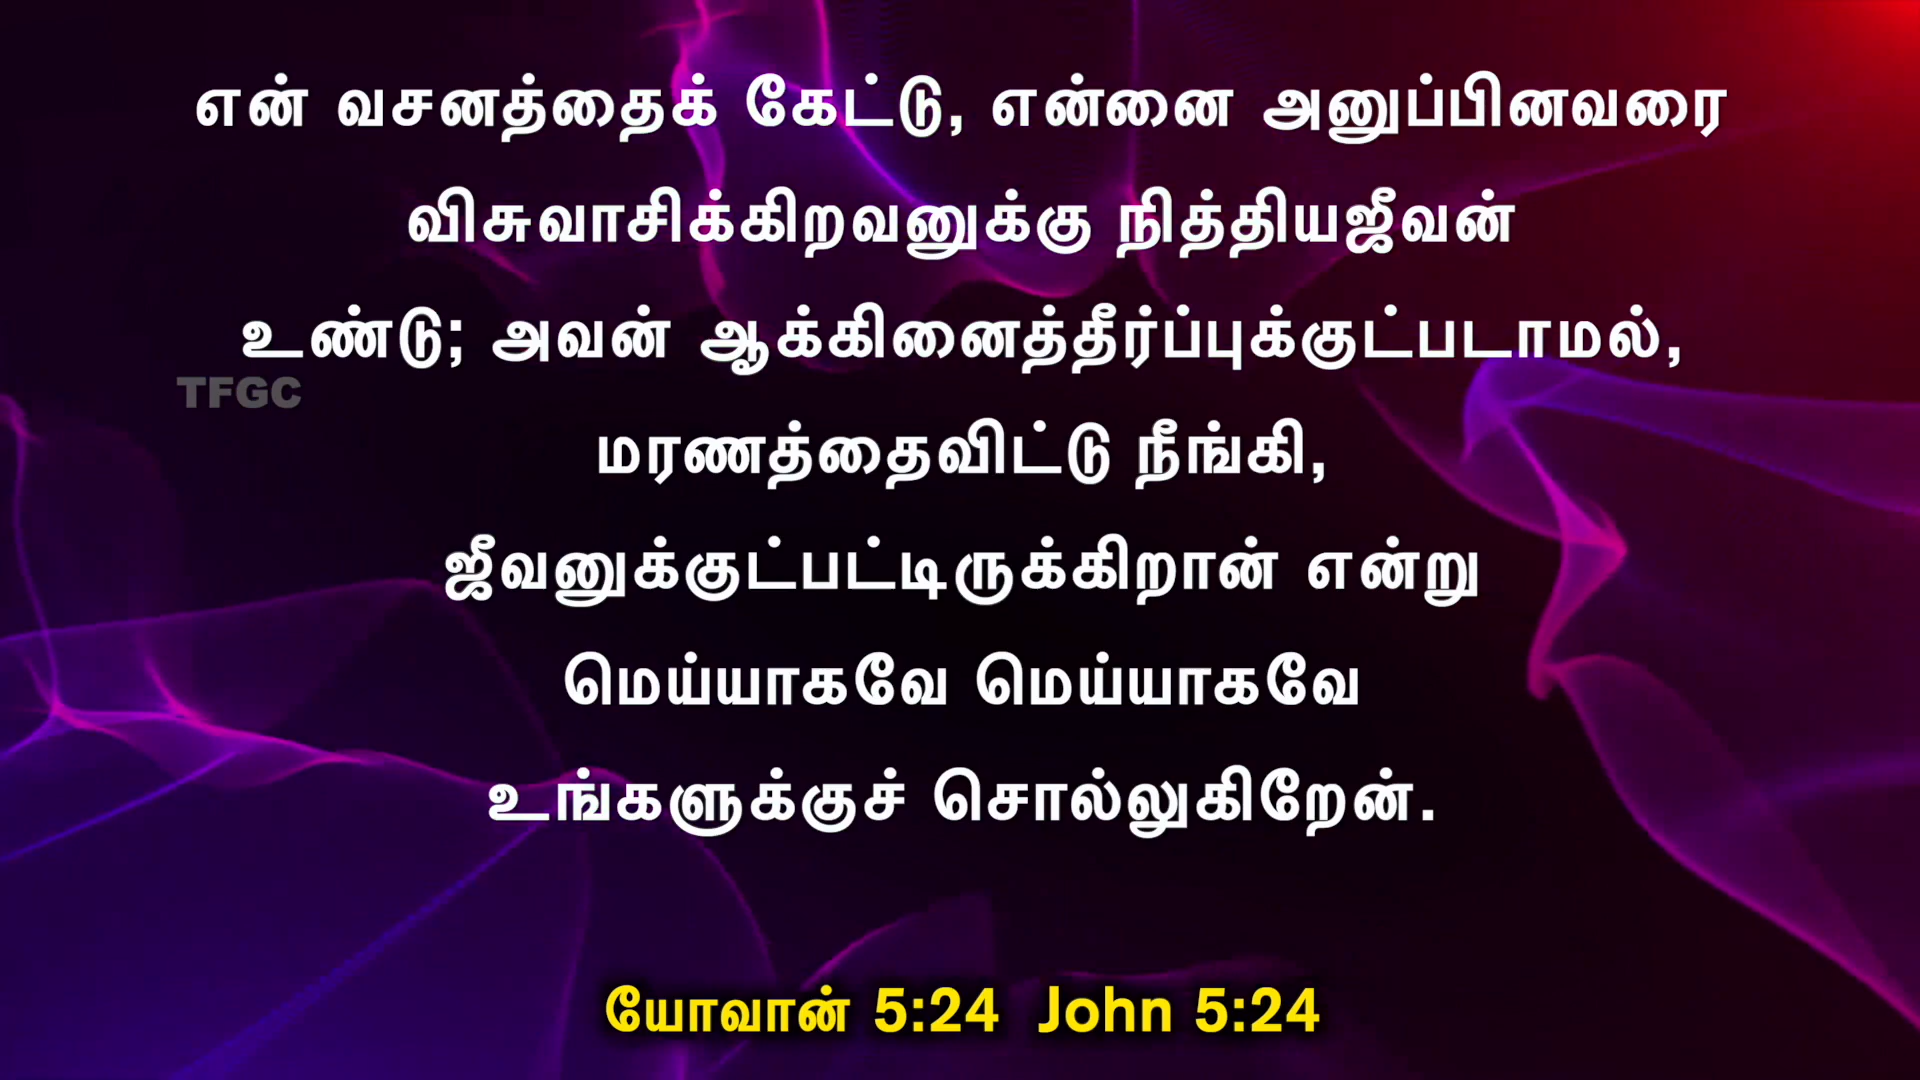 என் வசனத்தைக் கேட்டு, என்னை அனுப்பினவரை
விசுவாசிக்கிறவனுக்கு நித்தியஜீவன்
உண்டு; அவன் ஆக்கினைத்தீர்ப்புக்குட்படாமல்,
TFGC
மரணத்தைவிட்டு நீங்கி,
ஜீவனுக்குட்பட்டிருக்கிறான் என்று
மெய்யாகவே மெய்யாகவே
உங்களுக்குச் சொல்லுகிறேன்.
யோவான் 5:24 John 5:24